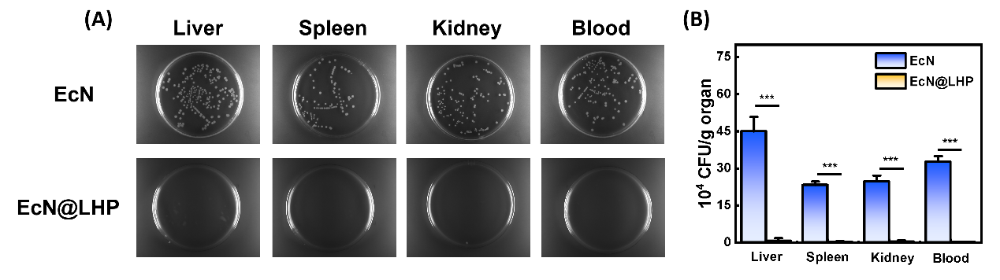 (A)
Liver Spleen Kidney Blood
EcN
EcN@LHP
(B)
10⁴ CFU/g organ
75
60
45
30
15
0
EcN
EcN@LHP
***
***
***
***
Liver Spleen Kidney Blood